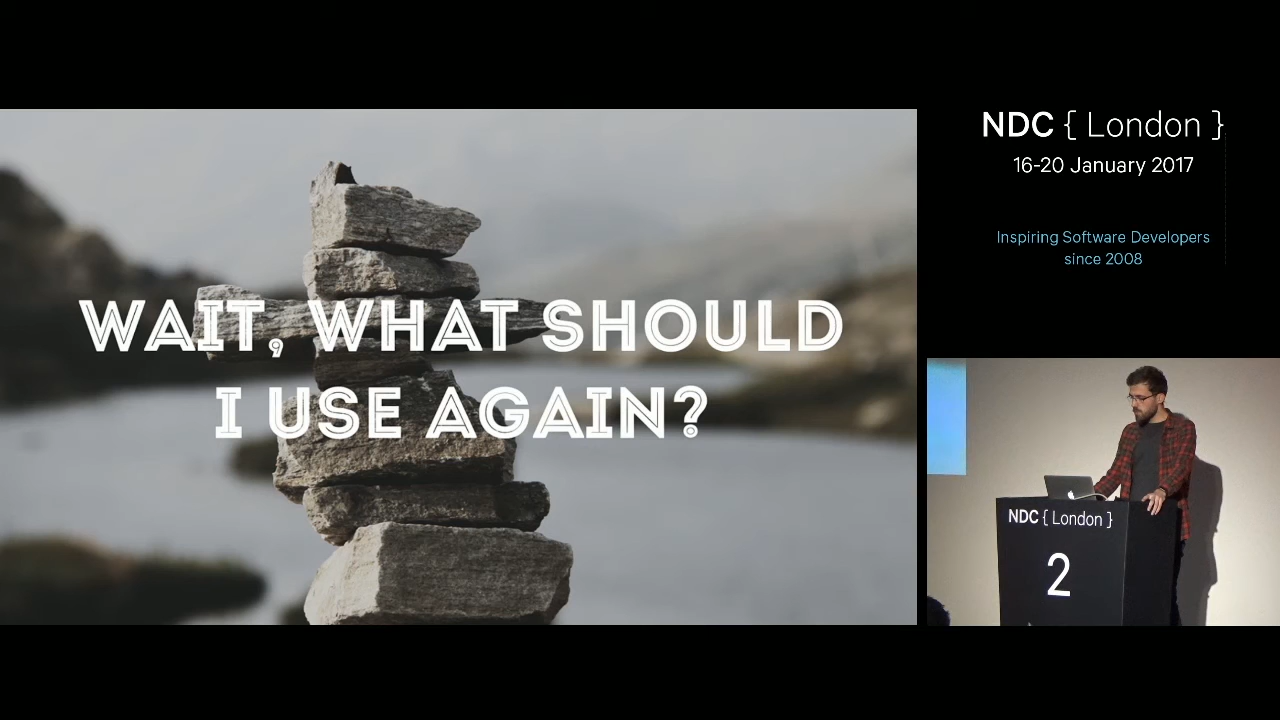 WAIT, WHAT SHOULD
I USE AGAIN?
NDC { London }
16-20 January 2017
Inspiring Software Developers
since 2008
NDC { London }
2